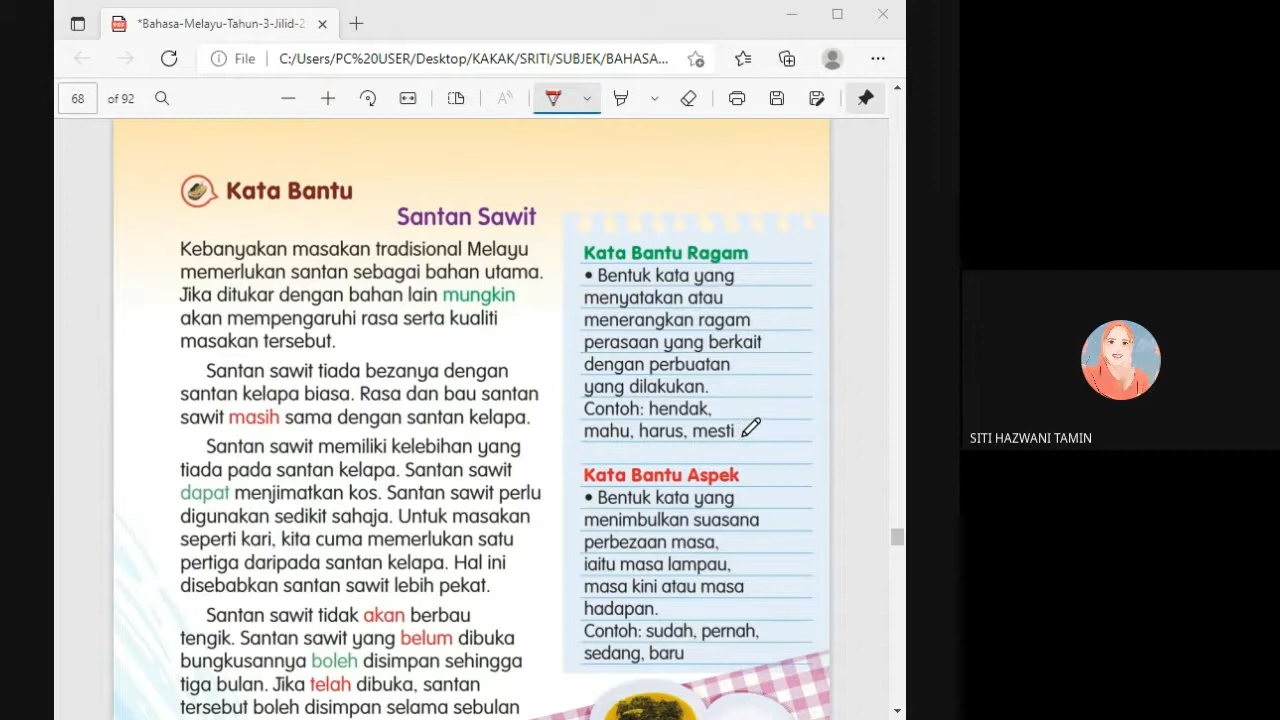 *Bahasa-Melayu-Tahun-3-Jilid-2
File
C:/Users/PC%20USER/Desktop/KAKAK/SRITI/SUBJEK/BAHASA...
68 of 92
Kata Bantu
Santan Sawit
Kebanyakan masakan tradisional Melayu
memerlukan santan sebagai bahan utama.
Jika ditukar dengan bahan lain mungkin
akan mempengaruhi rasa serta kualiti
masakan tersebut.
Santan sawit tiada bezanya dengan
santan kelapa biasa. Rasa dan bau santan
sawit masih sama dengan santan kelapa.
Santan sawit memiliki kelebihan yang
tiada pada santan kelapa. Santan sawit
dapat menjimatkan kos. Santan sawit perlu
digunakan sedikit sahaja. Untuk masakan
seperti kari, kita cuma memerlukan satu
pertiga daripada santan kelapa. Hal ini
disebabkan santan sawit lebih pekat.
Santan sawit tidak akan berbau
tengik. Santan sawit yang belum dibuka
bungkusannya boleh disimpan sehingga
tiga bulan. Jika telah dibuka, santan
tersebut boleh disimpan selama sebulan
Kata Bantu Ragam
• Bentuk kata yang
menyatakan atau
menerangkan ragam
perasaan yang berkait
dengan perbuatan
yang dilakukan.
Contoh: hendak,
mahu, harus, mesti
Kata Bantu Aspek
• Bentuk kata yang
menimbulkan suasana
perbezaan masa,
iaitu masa lampau,
masa kini atau masa
hadapan.
Contoh: sudah, pernah,
sedang, baru
SITI HAZWANI TAMIN